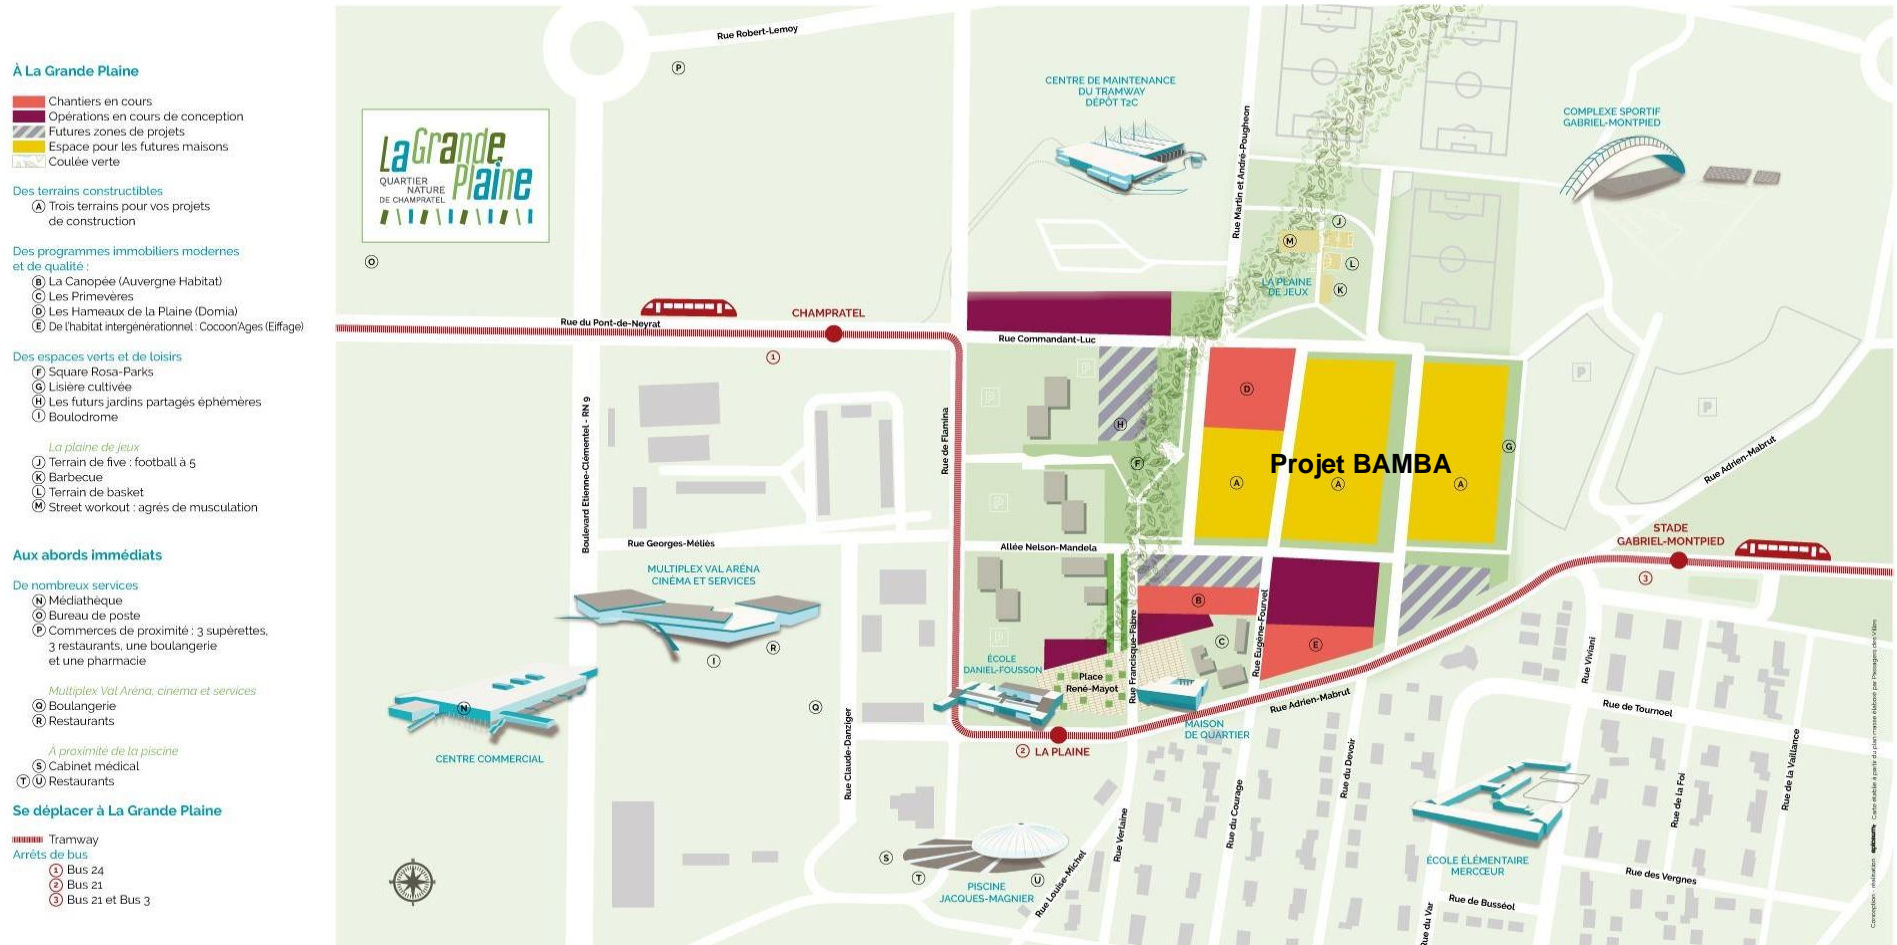 À La Grande Plaine
Chantiers en cours
Opérations en cours de conception
Futures zones de projets
Espace pour les futures maisons
Coulée verte
Des terrains constructibles
A Trois terrains pour vos projets
de construction
Des programmes immobiliers modernes
et de qualité :
B La Canopée (Auvergne Habitat)
C Les Primevères
D Les Hameaux de la Plaine (Domia)
E De l'habitat intergénérationnel : Cocoon'Ages (Eiffage)
Des espaces verts et de loisirs
F Square Rosa-Parks
G Lisière cultivée
H Les futurs jardins partagés éphémères
I Boulodrome
La plaine de jeux
J Terrain de five : football à 5
K Barbecue
L Terrain de basket
M Street workout : agrés de musculation
Aux abords immédiats
De nombreux services
N Médiathèque
O Bureau de poste
P Commerces de proximité : 3 supérettes,
3 restaurants, une boulangerie
et une pharmacie
Multiplex Val Aréna, cinéma et services
Q Boulangerie
R Restaurants
À proximité de la piscine
S Cabinet médical
T U Restaurants
Se déplacer à La Grande Plaine
Tramway
Arrêts de bus
1 Bus 24
2 Bus 21
3 Bus 21 et Bus 3
La Grande
Plaine
QUARTIER
NATURE
DE CHAMPRATEL
Rue Robert-Lemoy
P
O
CENTRE DE MAINTENANCE
DU TRAMWAY
DÉPÔT T2C
Rue Martin et André-Pougheon
COMPLEXE SPORTIF
GABRIEL-MONTPIED
J
M
L
K
LA PLAINE
DE JEUX
CHAMPRATEL
Rue du Pont-de-Neyrat
1
Rue Commandant-Luc
P
P
P
P
P
P
D
H
F
G
Projet BAMBA
A
A
A
Boulevard Etienne-Clémentel - RN 9
Rue de Flamina
Rue Adrien-Mabrut
Rue Georges-Méliès
Allée Nelson-Mandela
STADE
GABRIEL-MONTPIED
3
MULTIPLEX VAL ARÉNA
CINÉMA ET SERVICES
I
R
B
C
E
Rue Francisque-Fabre
Rue Eugène-Fourvel
ÉCOLE
DANIEL-FOUSSON
Place
René-Mayot
N
CENTRE COMMERCIAL
Q
Rue Claude-Danziger
2 LA PLAINE
MAISON
DE QUARTIER
Rue Adrien-Mabrut
Rue Viviani
Rue de Tournoel
Rue du Devoir
Rue du Courage
Rue Verlaine
Rue Louise-Michel
Rue de la Foi
Rue de la Vaillance
S
T
U
PISCINE
JACQUES-MAGNIER
ÉCOLE ÉLÉMENTAIRE
MERCŒUR
Rue des Vergnes
Rue de Busséol
Rue du Var